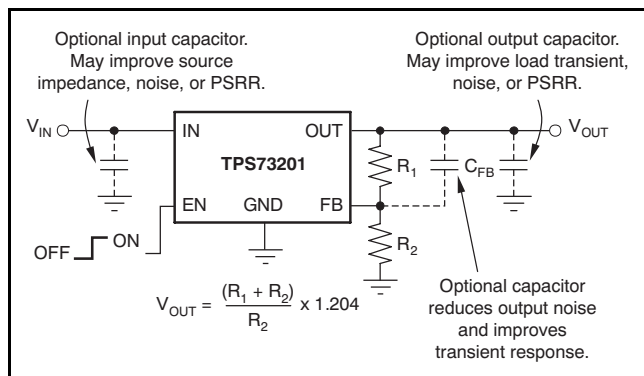 Optional input capacitor.
May improve source
impedance, noise, or PSRR.
Optional output capacitor.
May improve load transient,
noise, or PSRR.
VIN
IN
OUT
VOUT
TPS73201
R1
CFB
EN
GND
FB
OFF
ON
R2
VOUT = (R1 + R2) / R2 x 1.204
Optional capacitor
reduces output noise
and improves
transient response.